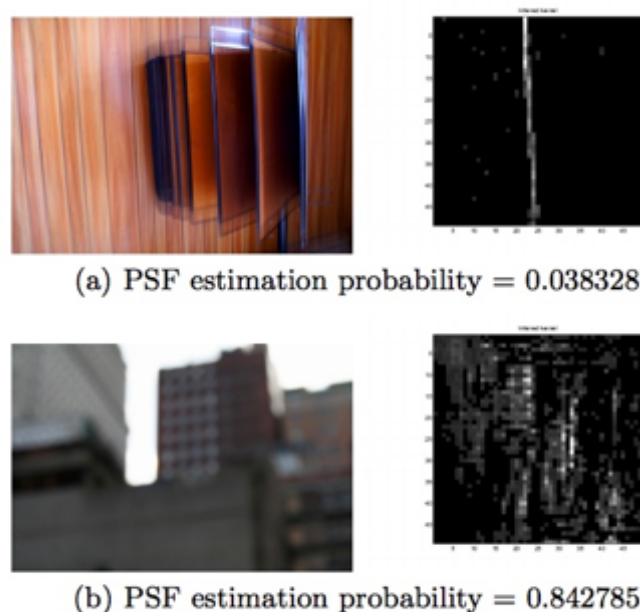 (a) PSF estimation probability = 0.038328
(b) PSF estimation probability = 0.842785